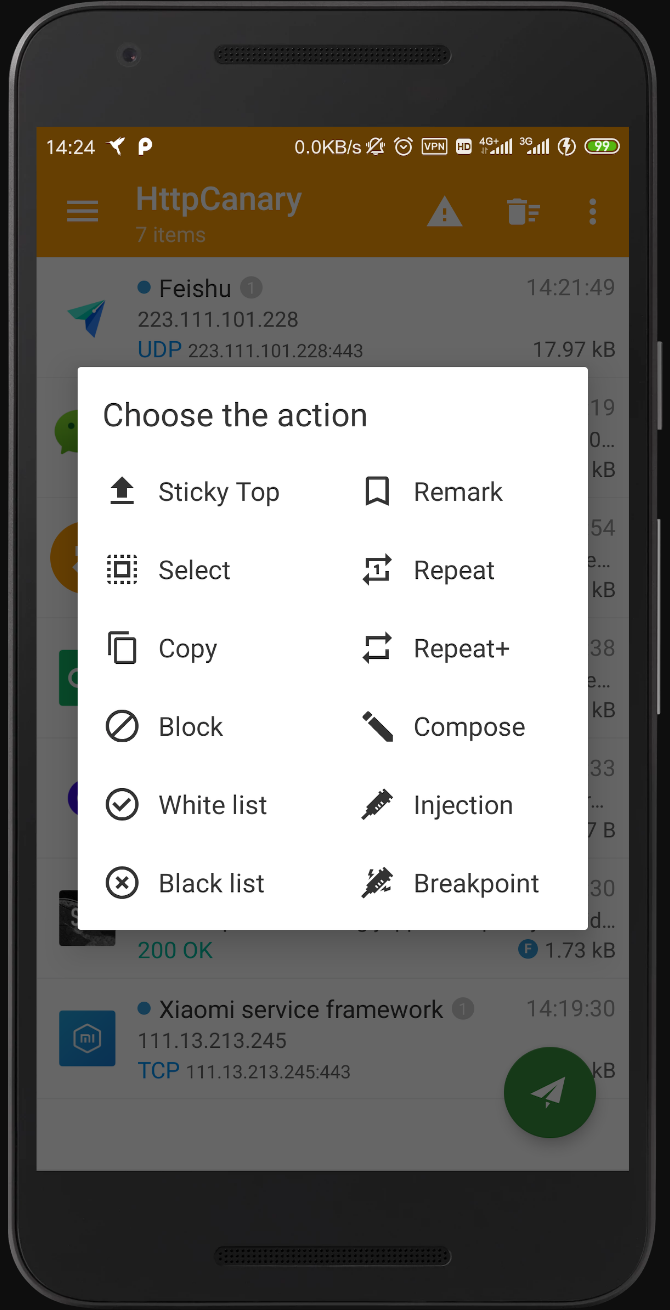 14:24 0.0KB/s VPN HD 4G+ 3G 99
HttpCanary
7 items
Feishu 1 14:21:49
223.111.101.228
UDP 223.111.101.228:443 17.97 kB
19
0...
kB
Choose the action
Sticky Top Remark
54
Select Repeat
e...
kB
38
Copy Repeat+
e...
kB
Block Compose
33
White list Injection
7 B
Black list Breakpoint
30
d...
200 OK F 1.73 kB
Xiaomi service framework 1 14:19:30
111.13.213.245
TCP 111.13.213.245:443 kB